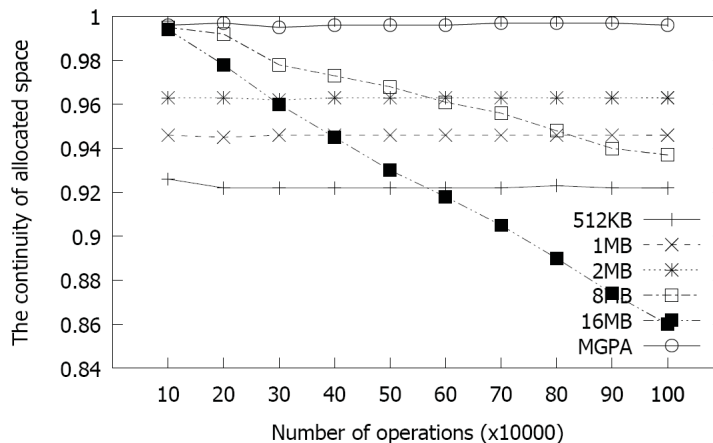 1
0.98
0.96
0.94
0.92
0.9
0.88
0.86
0.84
The continuity of allocated space
512KB
1MB
2MB
8MB
16MB
MGPA
10 20 30 40 50 60 70 80 90 100
Number of operations (x10000)